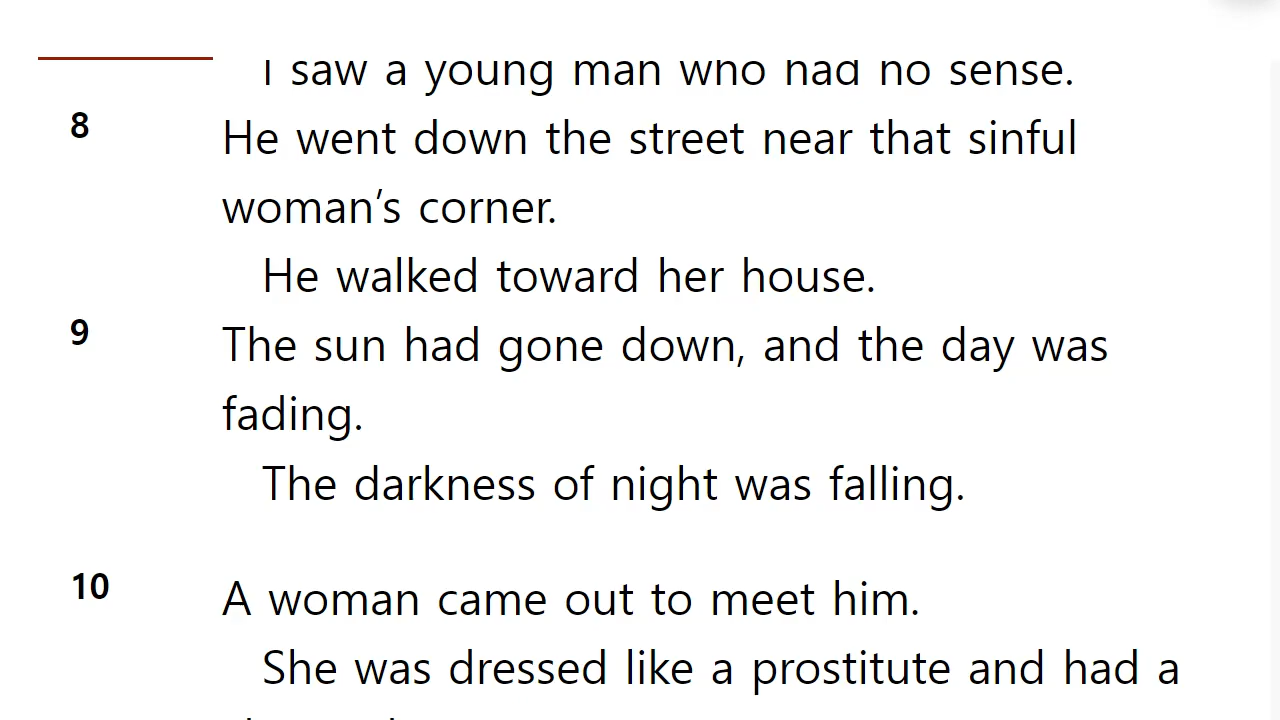 I saw a young man who had no sense.
8 He went down the street near that sinful
woman’s corner.
He walked toward her house.
9 The sun had gone down, and the day was
fading.
The darkness of night was falling.
10 A woman came out to meet him.
She was dressed like a prostitute and had a